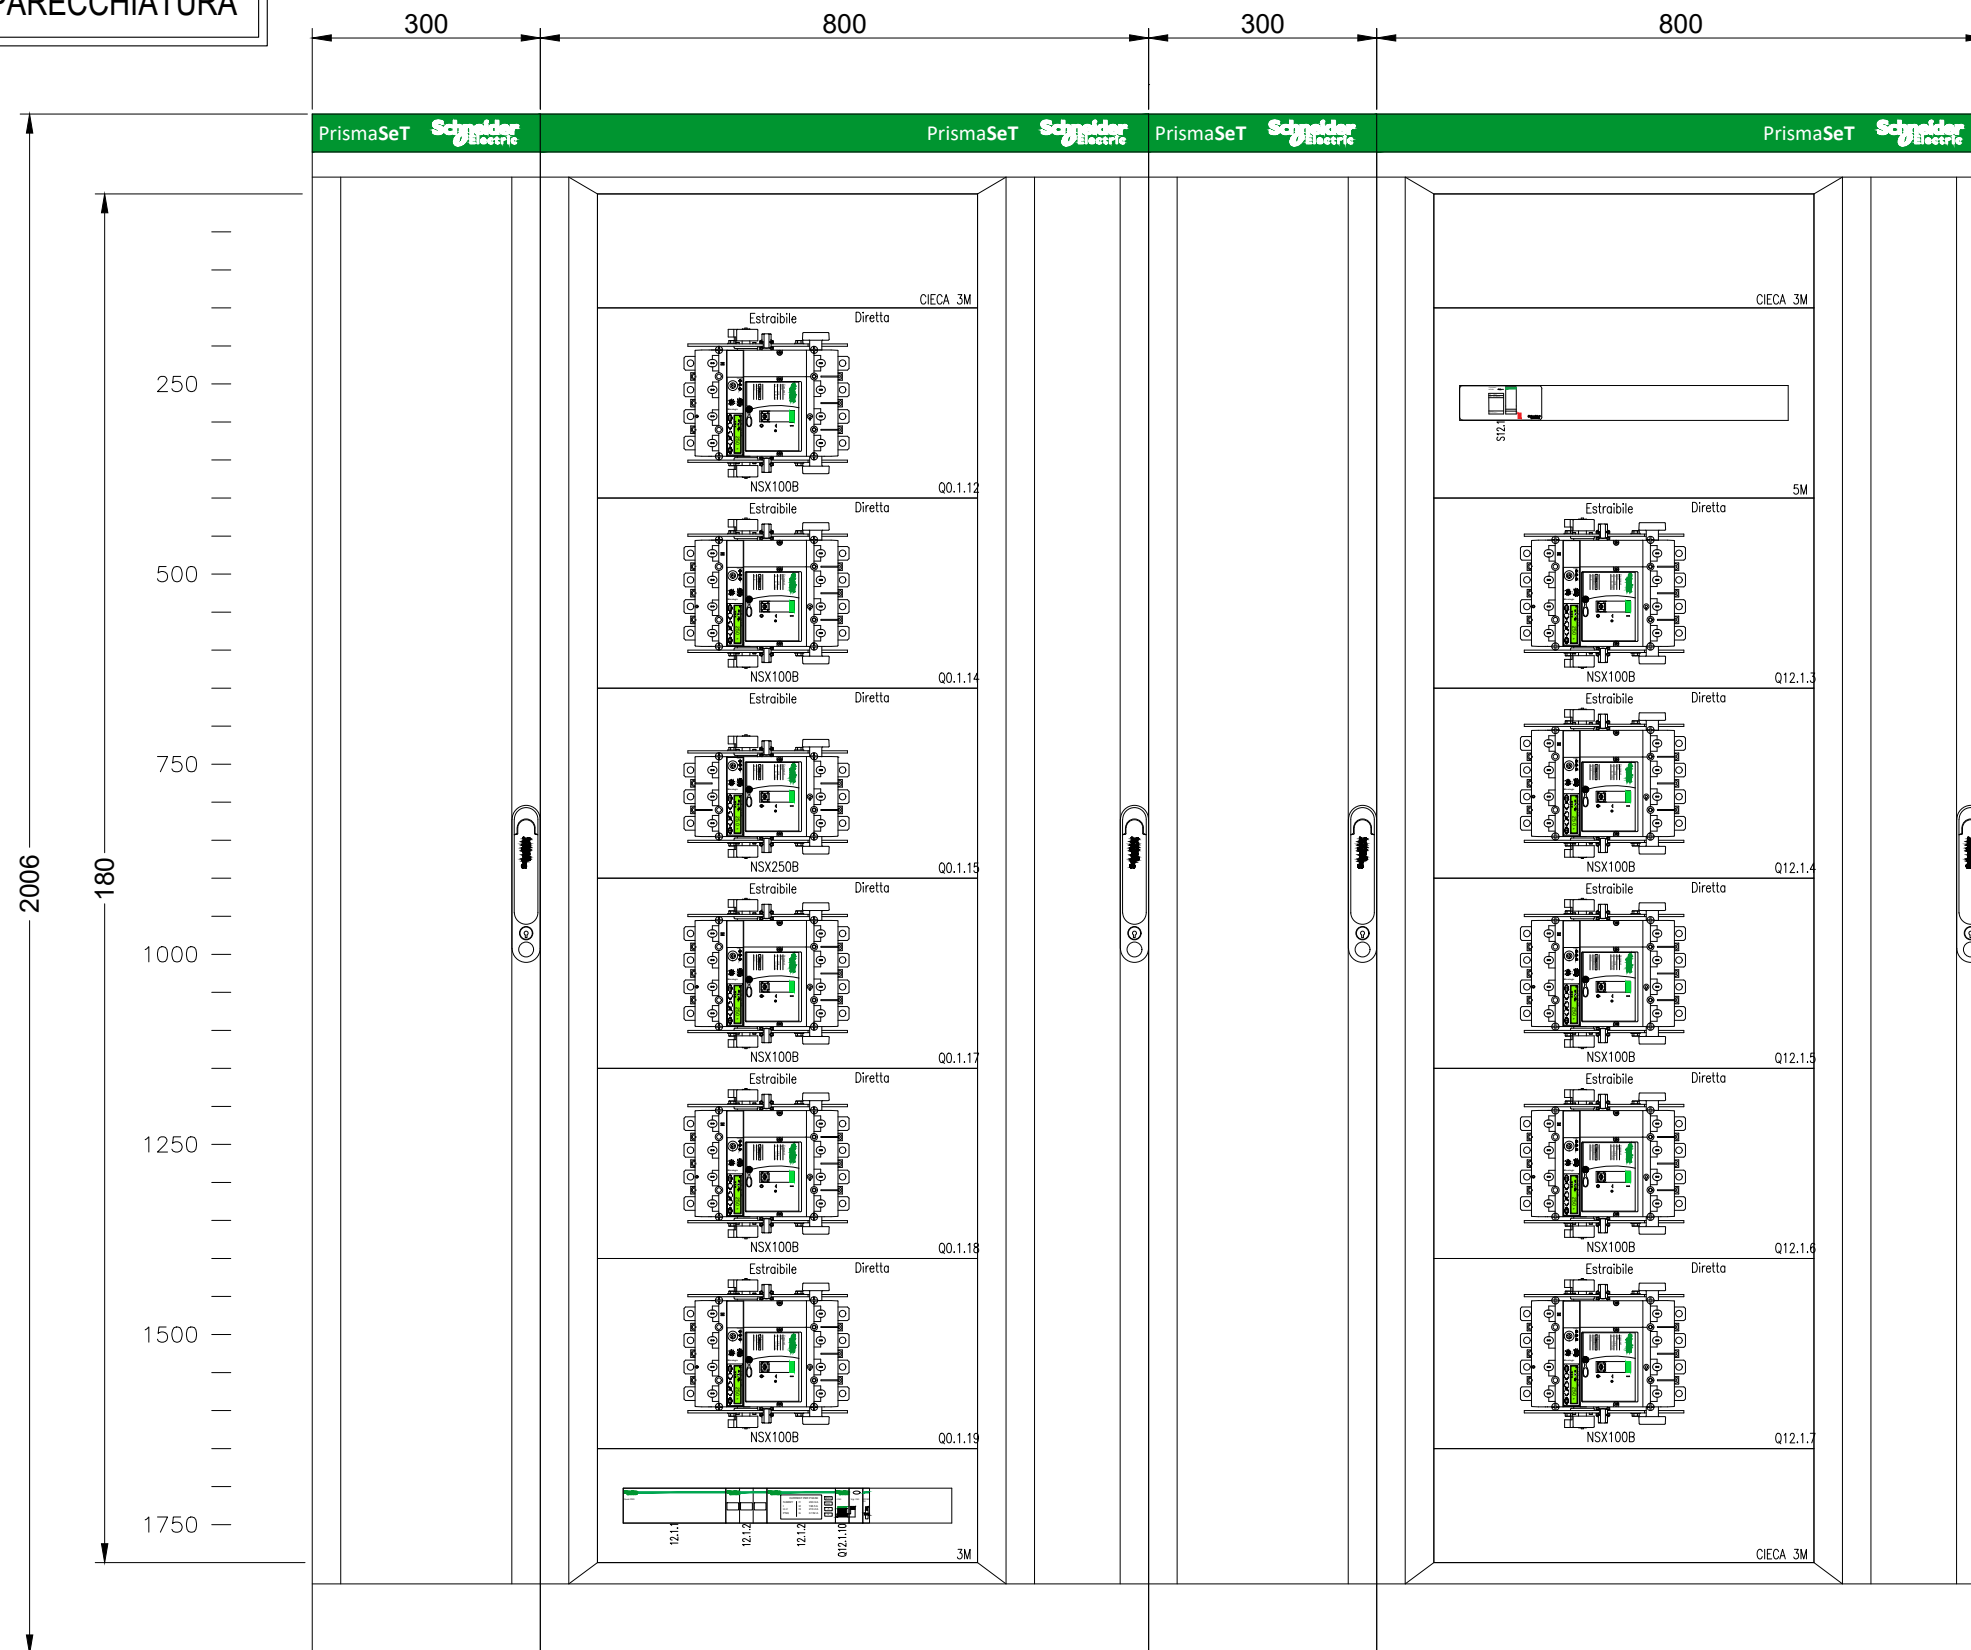 PARECCHIATURA
300
800
300
800
PrismaSeT Schneider Electric
PrismaSeT Schneider Electric
PrismaSeT Schneider Electric
PrismaSeT Schneider Electric
2006
180
250
500
750
1000
1250
1500
1750
CIECA 3M
Estraibile Diretta
NSX100B Q0.1.12
Estraibile Diretta
NSX100B Q0.1.14
Estraibile Diretta
NSX250B Q0.1.15
Estraibile Diretta
NSX100B Q0.1.17
Estraibile Diretta
NSX100B Q0.1.18
Estraibile Diretta
NSX100B Q0.1.19
12.1.1
12.1.2
12.1.2
Q12.1.10
3M
CIECA 3M
S12.1
5M
Estraibile Diretta
NSX100B Q12.1.3
Estraibile Diretta
NSX100B Q12.1.4
Estraibile Diretta
NSX100B Q12.1.5
Estraibile Diretta
NSX100B Q12.1.6
Estraibile Diretta
NSX100B Q12.1.7
CIECA 3M